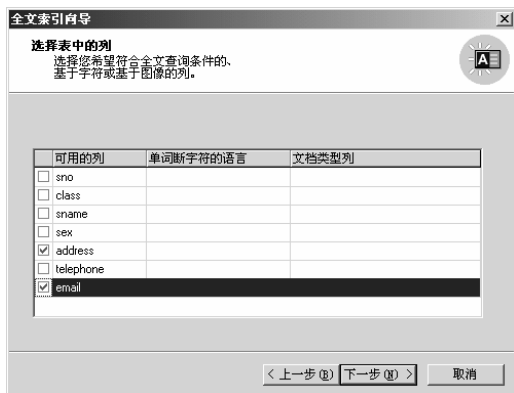 全文索引向导
选择表中的列
选择您希望符合全文查询条件的、
基于字符或基于图像的列。
A
可用的列 单词断字符的语言 文档类型列
sno
class
sname
sex
address
telephone
email
< 上一步(B) 下一步(N) > 取消